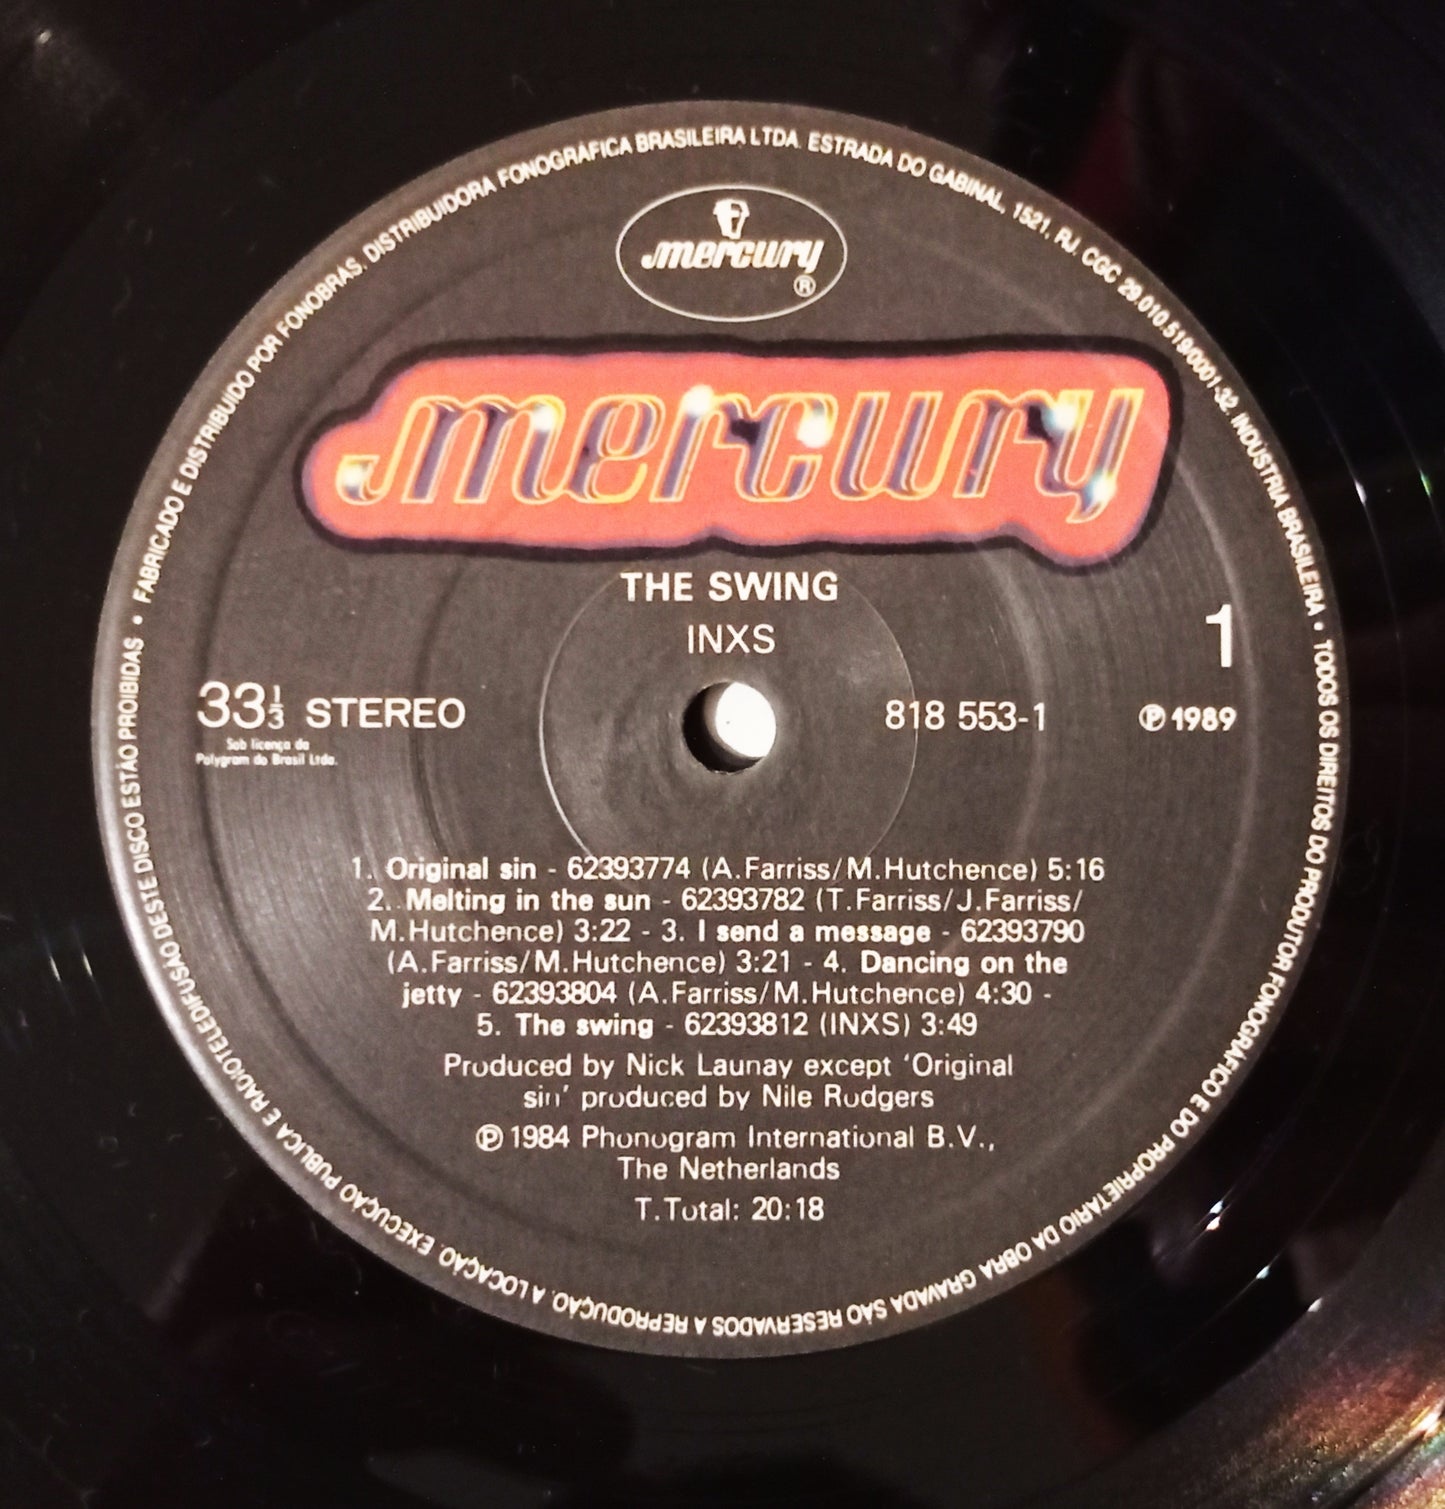 FABRICADO E DISTRIBUIDO POR FONOBRAS. DISTRIBUIDORA FONOGRÁFICA BRASILEIRA LTDA. ESTRADA DO GABINAL, 1521, RJ, CGC 29.010.519/0001-32. INDÚSTRIA BRASILEIRA • TODOS OS DIREITOS DO PRODUTOR FONOGRÁFICO E DO PROPRIETÁRIO DA OBRA GRAVADA SÃO RESERVADOS A REPRODUÇÃO, A LOCAÇÃO, EXECUÇÃO PÚBLICA E RADIOTELEDIFUSÃO DESTE DISCO ESTÃO PROIBIDAS •
mercury
®
mercury
THE SWING
INXS
1
33 1/3 STEREO
818 553-1
℗ 1989
Sob licença da
Polygram do Brasil Ltda.
1. Original sin - 62393774 (A.Farriss/M.Hutchence) 5:16
2. Melting in the sun - 62393782 (T.Farriss/J.Farriss/
M.Hutchence) 3:22 - 3. I send a message - 62393790
(A.Farriss/M.Hutchence) 3:21 - 4. Dancing on the
jetty - 62393804 (A.Farriss/M.Hutchence) 4:30 -
5. The swing - 62393812 (INXS) 3:49
Produced by Nick Launay except ‘Original
sin’ produced by Nile Rodgers
℗ 1984 Phonogram International B.V.,
The Netherlands
T.Total: 20:18